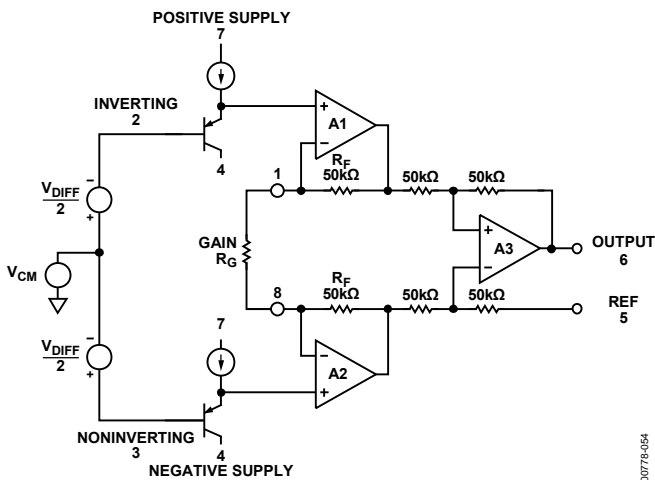 POSITIVE SUPPLY
7
INVERTING
2
4
+
−
A1
1
R_F
50kΩ
50kΩ
50kΩ
−
V_DIFF
2
+
GAIN
R_G
+
−
A3
OUTPUT
6
V_CM
8
R_F
50kΩ
50kΩ
50kΩ
REF
5
−
V_DIFF
2
+
7
−
+
A2
NONINVERTING
3
4
NEGATIVE SUPPLY
00778-054